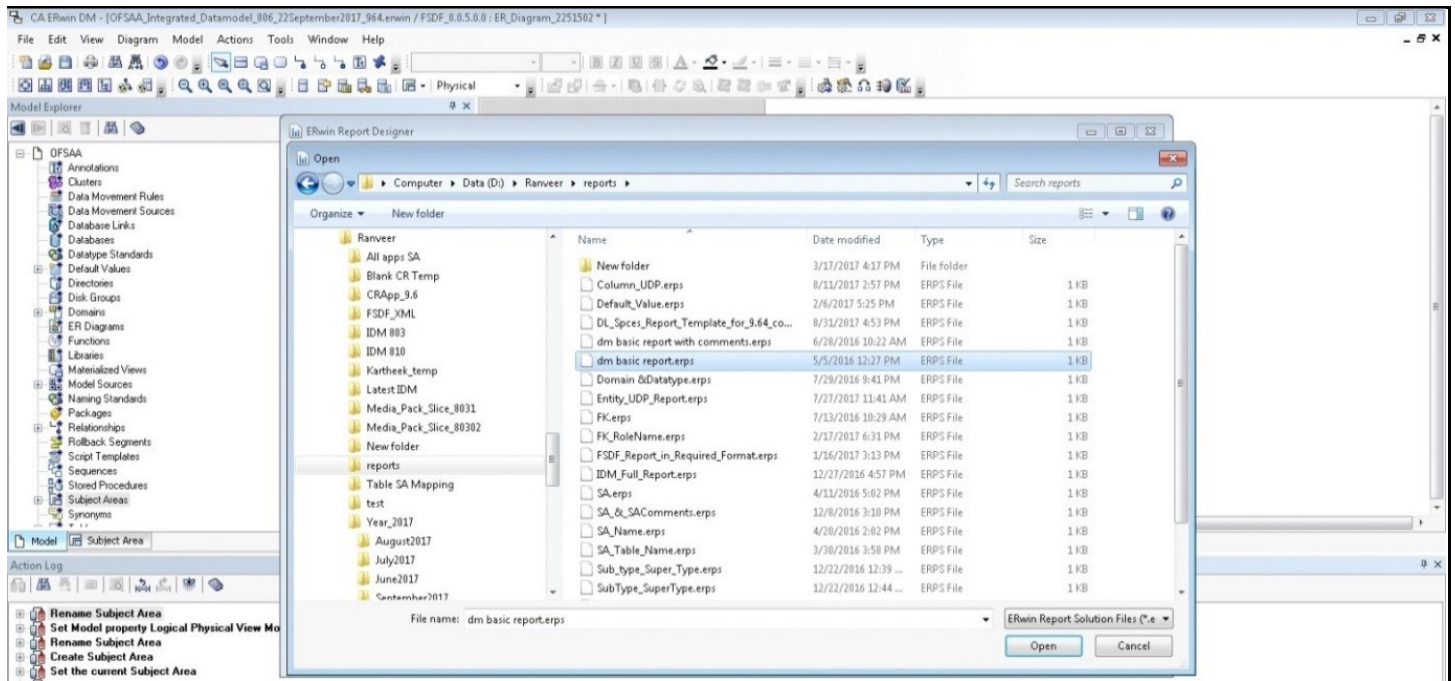 CA ERwin DM - [OFSAA_Integrated_Datamodel_806_22September2017_964.erwin / FSDF_8.0.5.0.0 : ER_Diagram_2251502 * ]
File Edit View Diagram Model Actions Tools Window Help
B I U S A
Physical
Model Explorer
OFSAA
Annotations
Clusters
Data Movement Rules
Data Movement Sources
Database Links
Databases
Datatype Standards
Default Values
Directories
Disk Groups
Domains
ER Diagrams
Functions
Libraries
Materialized Views
Model Sources
Naming Standards
Packages
Relationships
Rollback Segments
Script Templates
Sequences
Stored Procedures
Subject Areas
Synonyms
Model Subject Area
Action Log
Rename Subject Area
Set Model property Logical Physical View Mo
Rename Subject Area
Create Subject Area
Set the current Subject Area
ERwin Report Designer
Open
Computer Data (D:) Ranveer reports
Search reports
Organize New folder
Ranveer
All apps SA
Blank CR Temp
CRApp_9.6
FSDF_XML
IDM 803
IDM 810
Kartheek_temp
Latest IDM
Media_Pack_Slice_8031
Media_Pack_Slice_80302
New folder
reports
Table SA Mapping
test
Year_2017
August2017
July2017
June2017
September2017
Name Date modified Type Size
New folder 3/17/2017 4:17 PM File folder
Column_UDP.erps 8/11/2017 2:57 PM ERPS File 1 KB
Default_Value.erps 2/6/2017 5:25 PM ERPS File 1 KB
DL_Spces_Report_Template_for_9.64_co... 8/31/2017 4:53 PM ERPS File 1 KB
dm basic report with comments.erps 6/28/2016 10:22 AM ERPS File 1 KB
dm basic report.erps 5/5/2016 12:27 PM ERPS File 1 KB
Domain &Datatype.erps 7/29/2016 9:41 PM ERPS File 1 KB
Entity_UDP_Report.erps 7/27/2017 11:41 AM ERPS File 1 KB
FK.erps 7/13/2016 10:29 AM ERPS File 1 KB
FK_RoleName.erps 2/17/2017 6:31 PM ERPS File 1 KB
FSDF_Report_in_Required_Format.erps 1/16/2017 3:13 PM ERPS File 1 KB
IDM_Full_Report.erps 12/27/2016 4:57 PM ERPS File 1 KB
SA.erps 4/11/2016 5:02 PM ERPS File 1 KB
SA_&_SAComments.erps 12/8/2016 3:10 PM ERPS File 1 KB
SA_Name.erps 4/20/2016 2:02 PM ERPS File 1 KB
SA_Table_Name.erps 3/30/2016 3:50 PM ERPS File 1 KB
Sub_type_Super_Type.erps 12/22/2016 12:39 ... ERPS File 1 KB
SubType_SuperType.erps 12/22/2016 12:44 ... ERPS File 1 KB
File name: dm basic report.erps ERwin Report Solution Files (*.e
Open Cancel